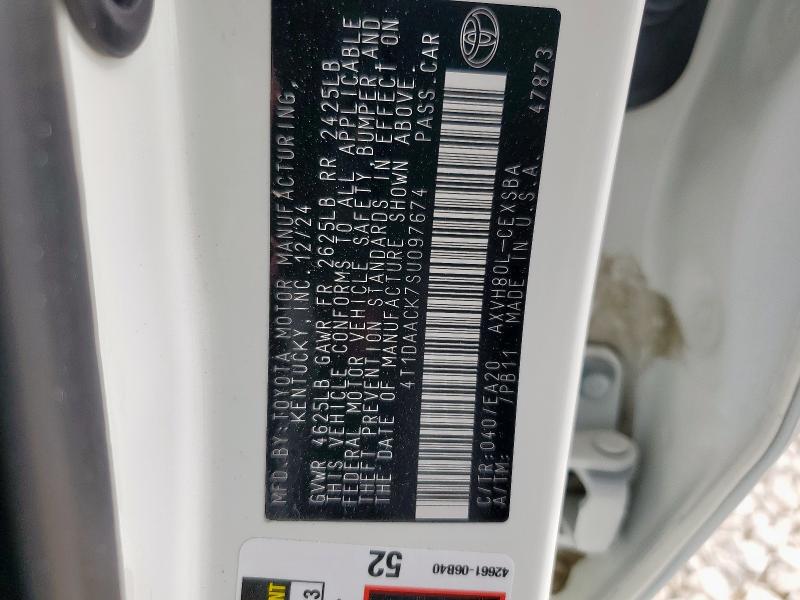 MFD.BY:TOYOTA MOTOR MANUFACTURING,
KENTUCKY, INC 12/24
GVWR 4625LB GAWR FR 2625LB RR 2425LB
THIS VEHICLE CONFORMS TO ALL APPLICABLE
FEDERAL MOTOR VEHICLE SAFETY, BUMPER AND
THEFT PREVENTION STANDARDS IN EFFECT ON
THE DATE OF MANUFACTURE SHOWN ABOVE.
4T1DAACK7SU097674 PASS.CAR
C/TR:040/EA20 AXVH80L-CEXSBA
A/TM: /PB11 MADE IN U.S.A. 47873
52
42661-06B40